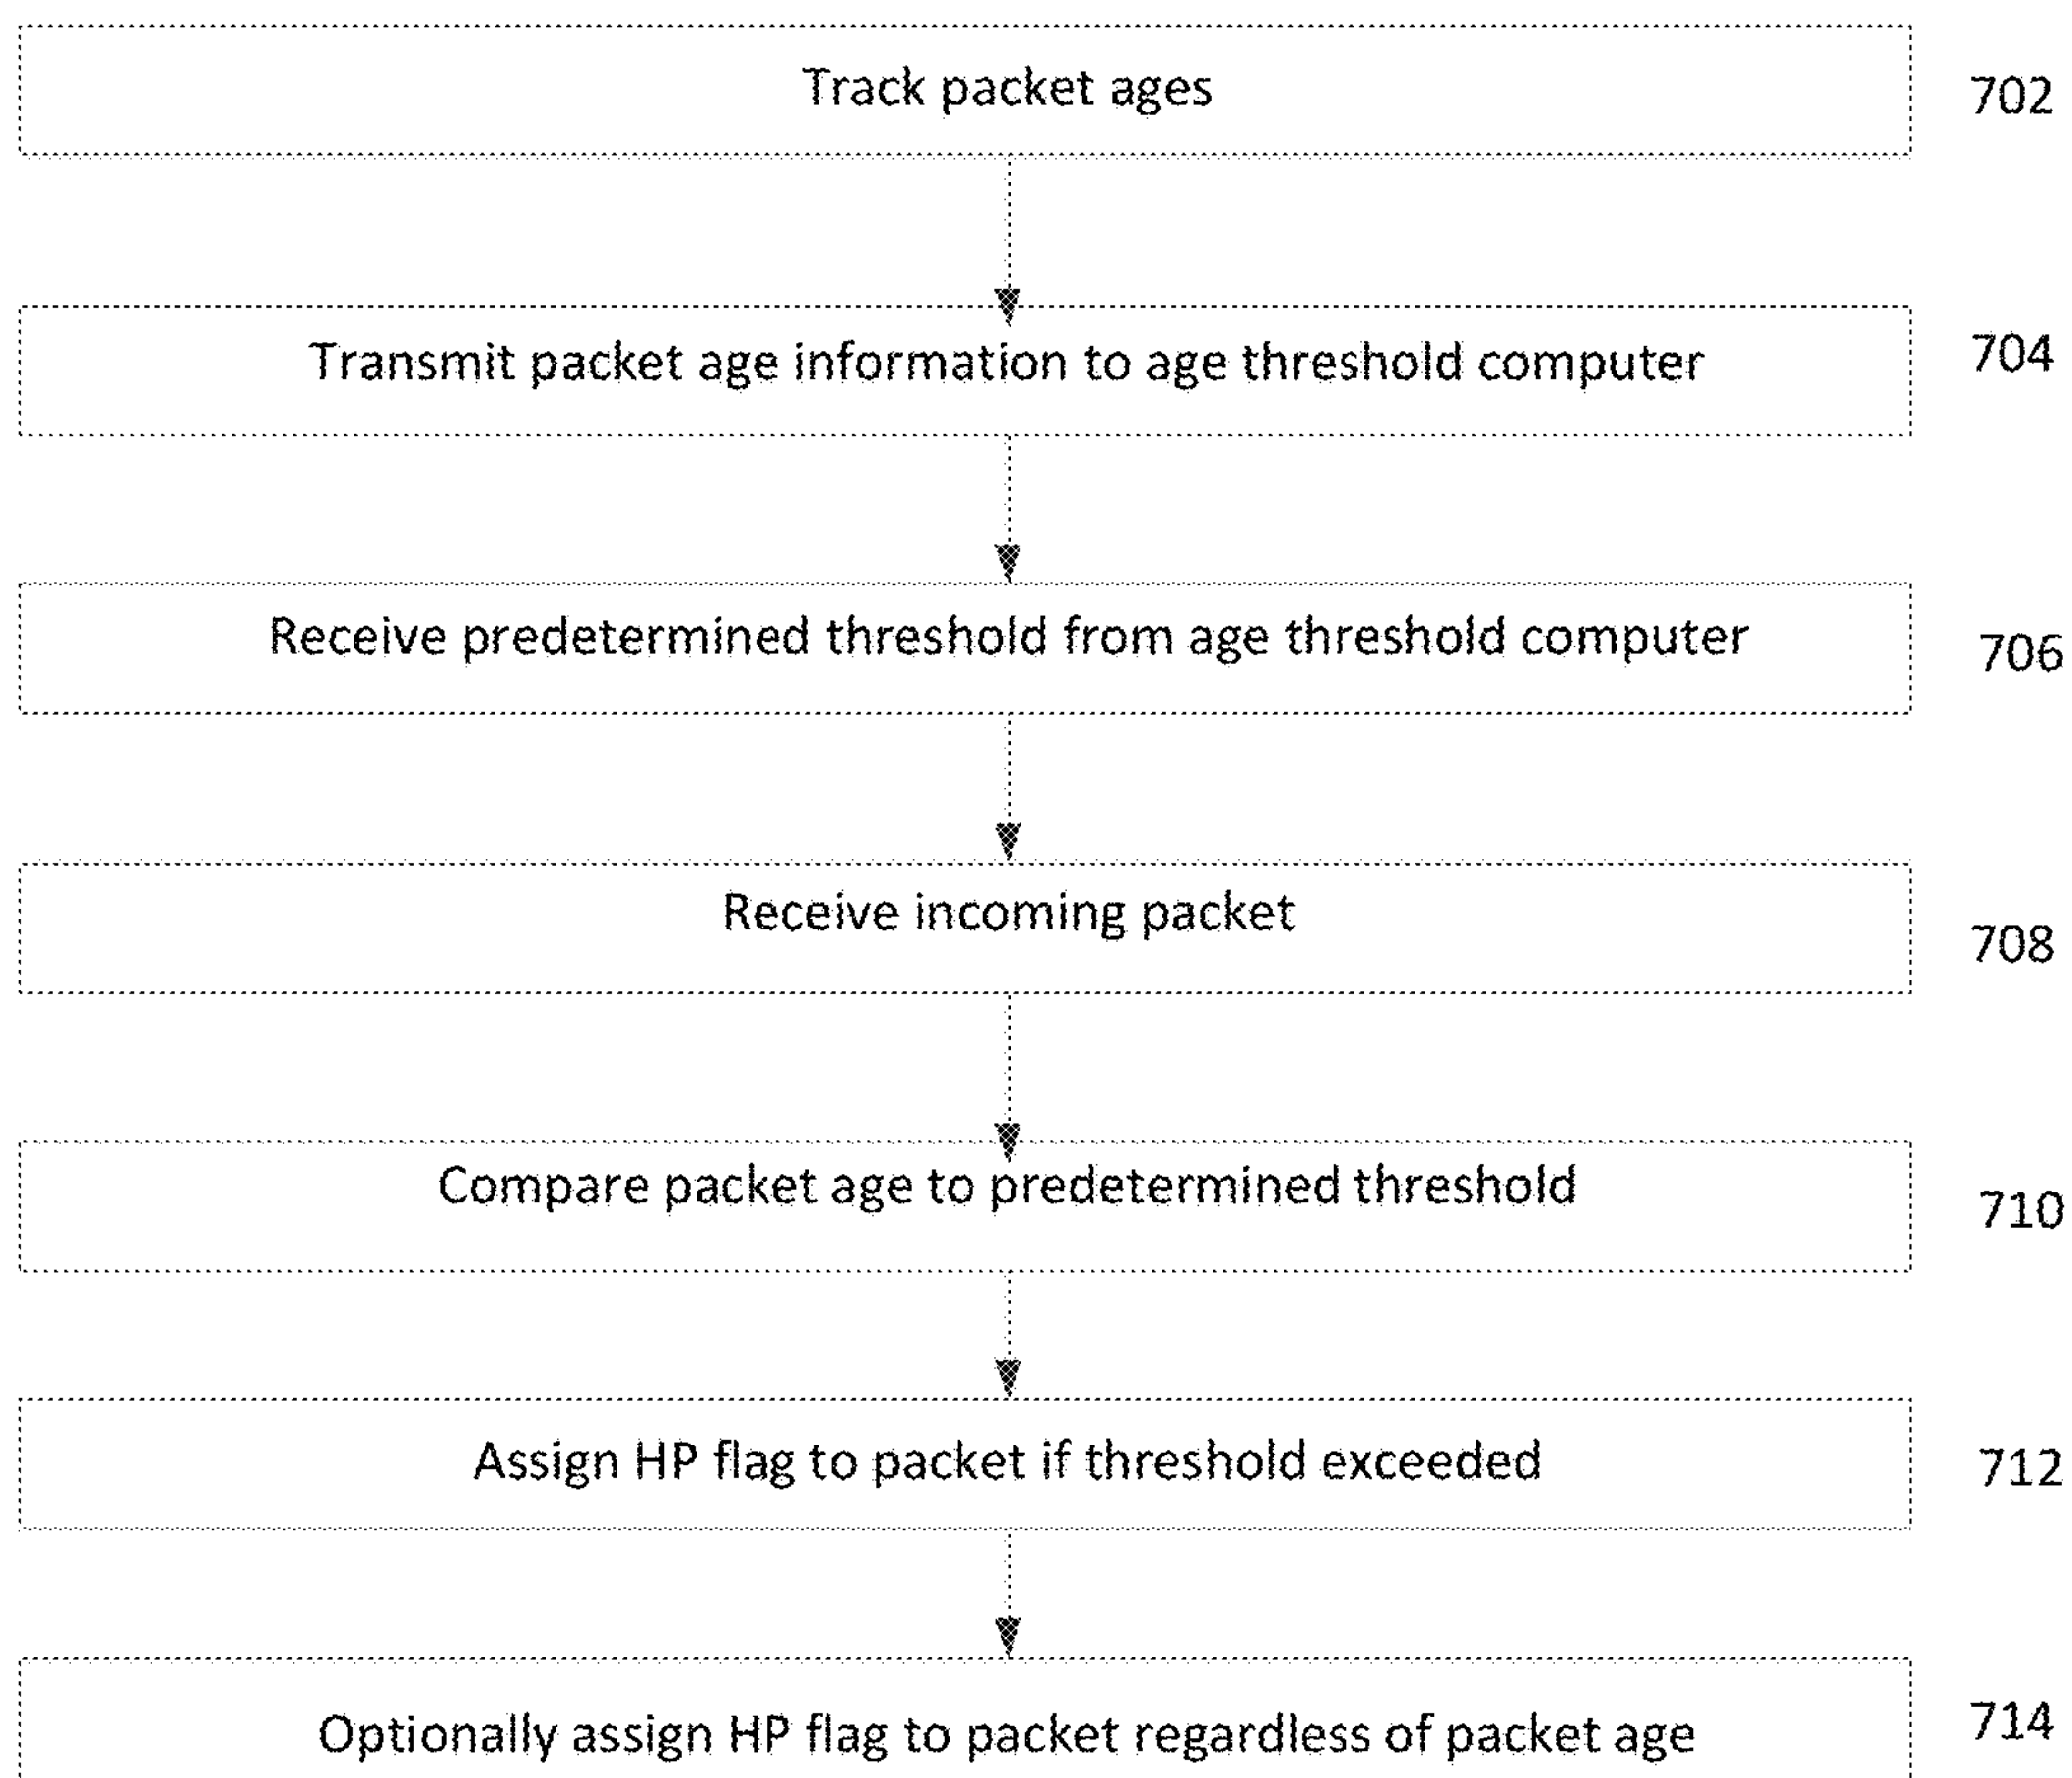 Track packet ages
702
Transmit packet age information to age threshold computer
704
Receive predetermined threshold from age threshold computer
706
Receive incoming packet
708
Compare packet age to predetermined threshold
710
Assign HP flag to packet if threshold exceeded
712
Optionally assign HP flag to packet regardless of packet age
714